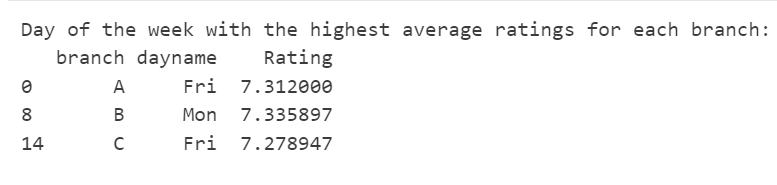 Day of the week with the highest average ratings for each branch:
branch dayname Rating
0 A Fri 7.312000
8 B Mon 7.335897
14 C Fri 7.278947